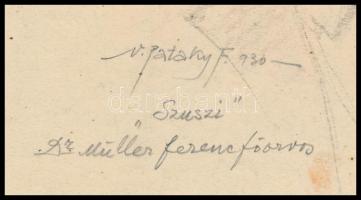 v. Pataky F. 930 —
"Szuszi"
Dr Müller ferenc főorvos